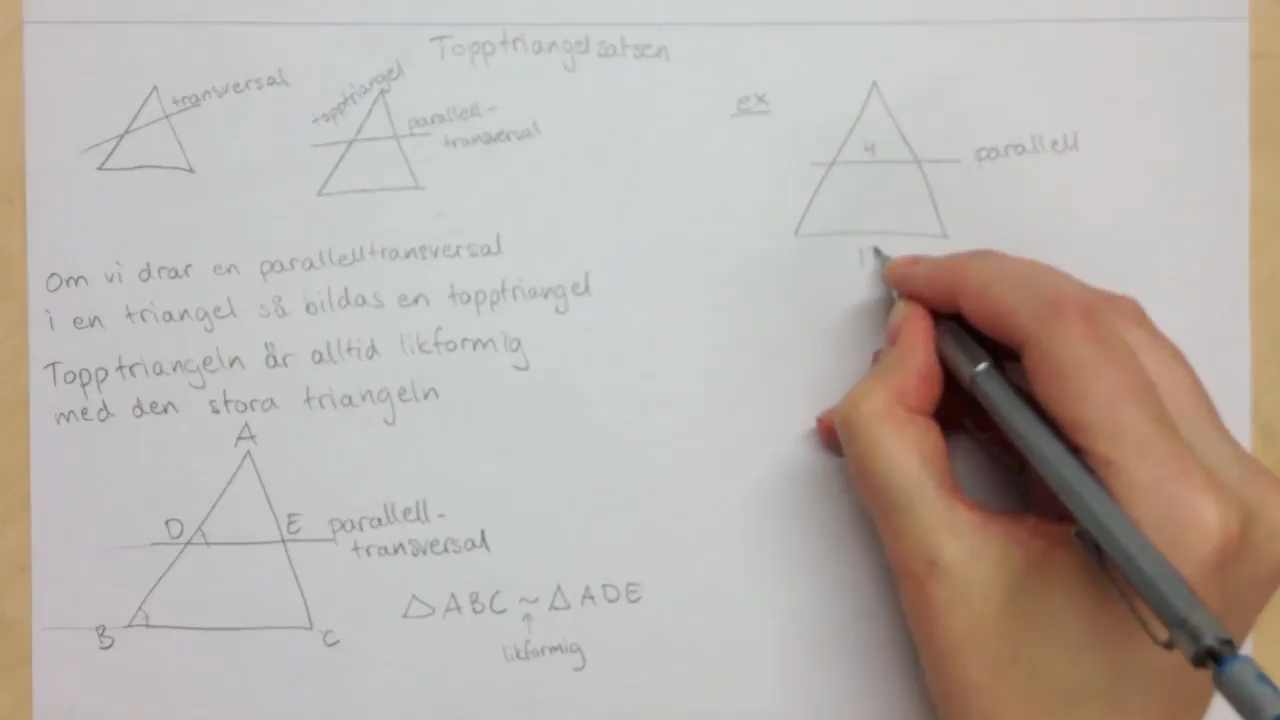 Topptriangelsatsen
transversal
topptriangel
parallell-
transversal
Om vi drar en parallelltransversal
i en triangel så bildas en topptriangel
Topptriangeln är alltid likformig
med den stora triangeln
A
D
E
parallell-
transversal
B
C
△ABC ~ △ADE
↑
likformig
ex
4
parallell